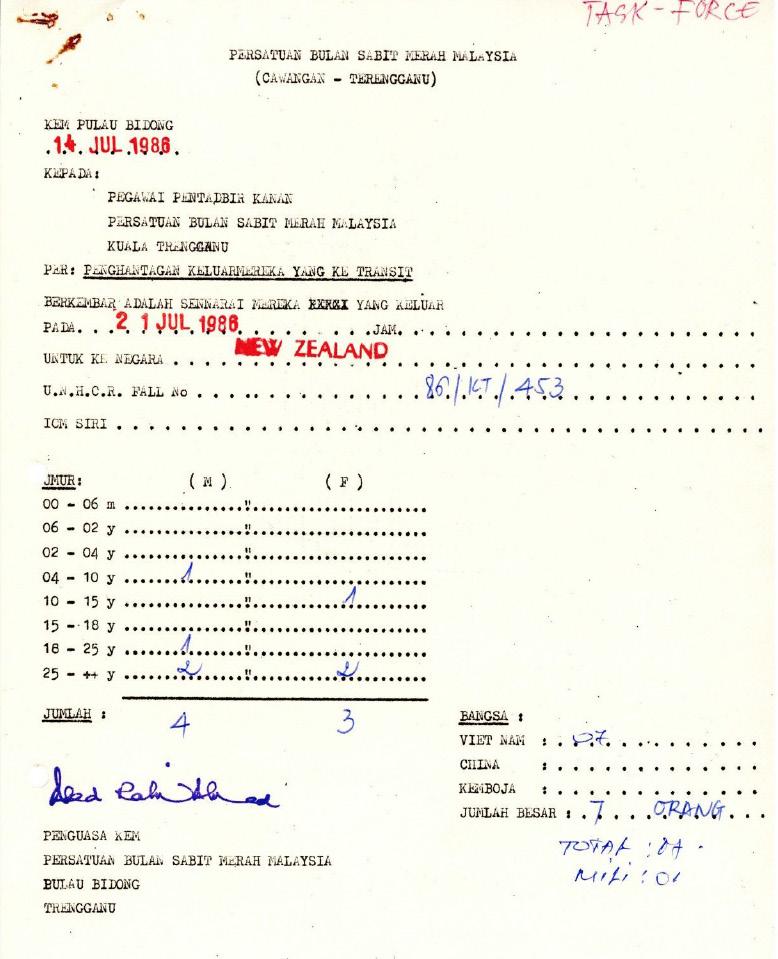 TASK-FORCE
PERSATUAN BULAN SABIT MERAH MALAYSIA
(CAWANGAN - TERENGGANU)
KEM PULAU BIDONG
14 JUL 1986
KEPADA:
PEGAWAI PENTADBIR KANAN
PERSATUAN BULAN SABIT MERAH MALAYSIA
KUALA TRENGGANU
PER: PENGHANTAGAN KELUARMEREKA YANG KE TRANSIT
BERKEMBAR ADALAH SENNARAI MEREKA YANG KELUAR
PADA... 21 JUL 1986 ...JAM...
UNTUK KE NEGARA ... NEW ZEALAND ...
U.N.H.C.R. FALL No ... 86/KT/453 ...
ICM SIRI ...
JMUR: (M) (F)
00 - 06 m ..."...
06 - 02 y ..."...
02 - 04 y ..."...
04 - 10 y ...1..."...
10 - 15 y ..."...1...
15 - 18 y ..."...
18 - 25 y ...1..."...
25 - ++ y ...2..."...2...
JUMLAH : 4 3
BANGSA :
VIET NAM : . 07 ...
CHINA : ...
KEMBOJA : ...
JUMLAH BESAR : . 7 ... ORANG ...
TOTAL :
: 01
PENGUASA KEM
PERSATUAN BULAN SABIT MERAH MALAYSIA
BULAU BIDONG
TRENGGANU